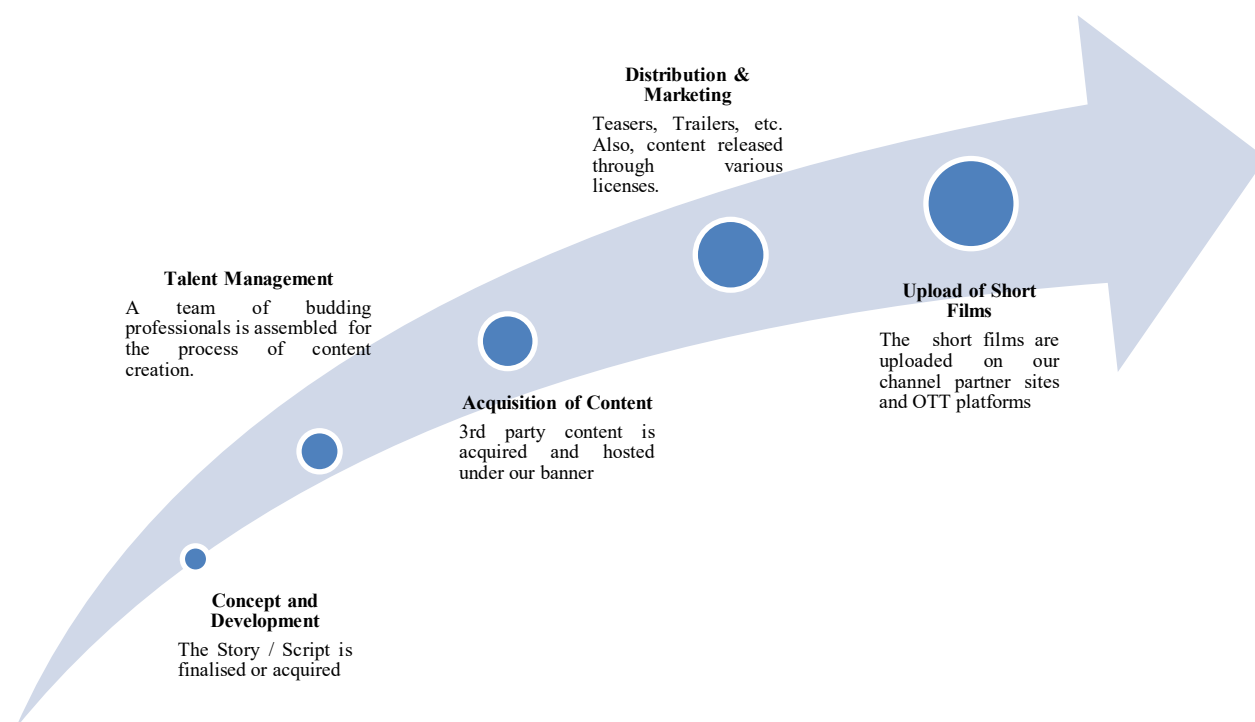 Distribution &
Marketing
Teasers, Trailers, etc.
Also, content released
through various
licenses.
Talent Management
A team of budding
professionals is assembled for
the process of content
creation.
Upload of Short
Films
The short films are
uploaded on our
channel partner sites
and OTT platforms
Acquisition of Content
3rd party content is
acquired and hosted
under our banner
Concept and
Development
The Story / Script is
finalised or acquired